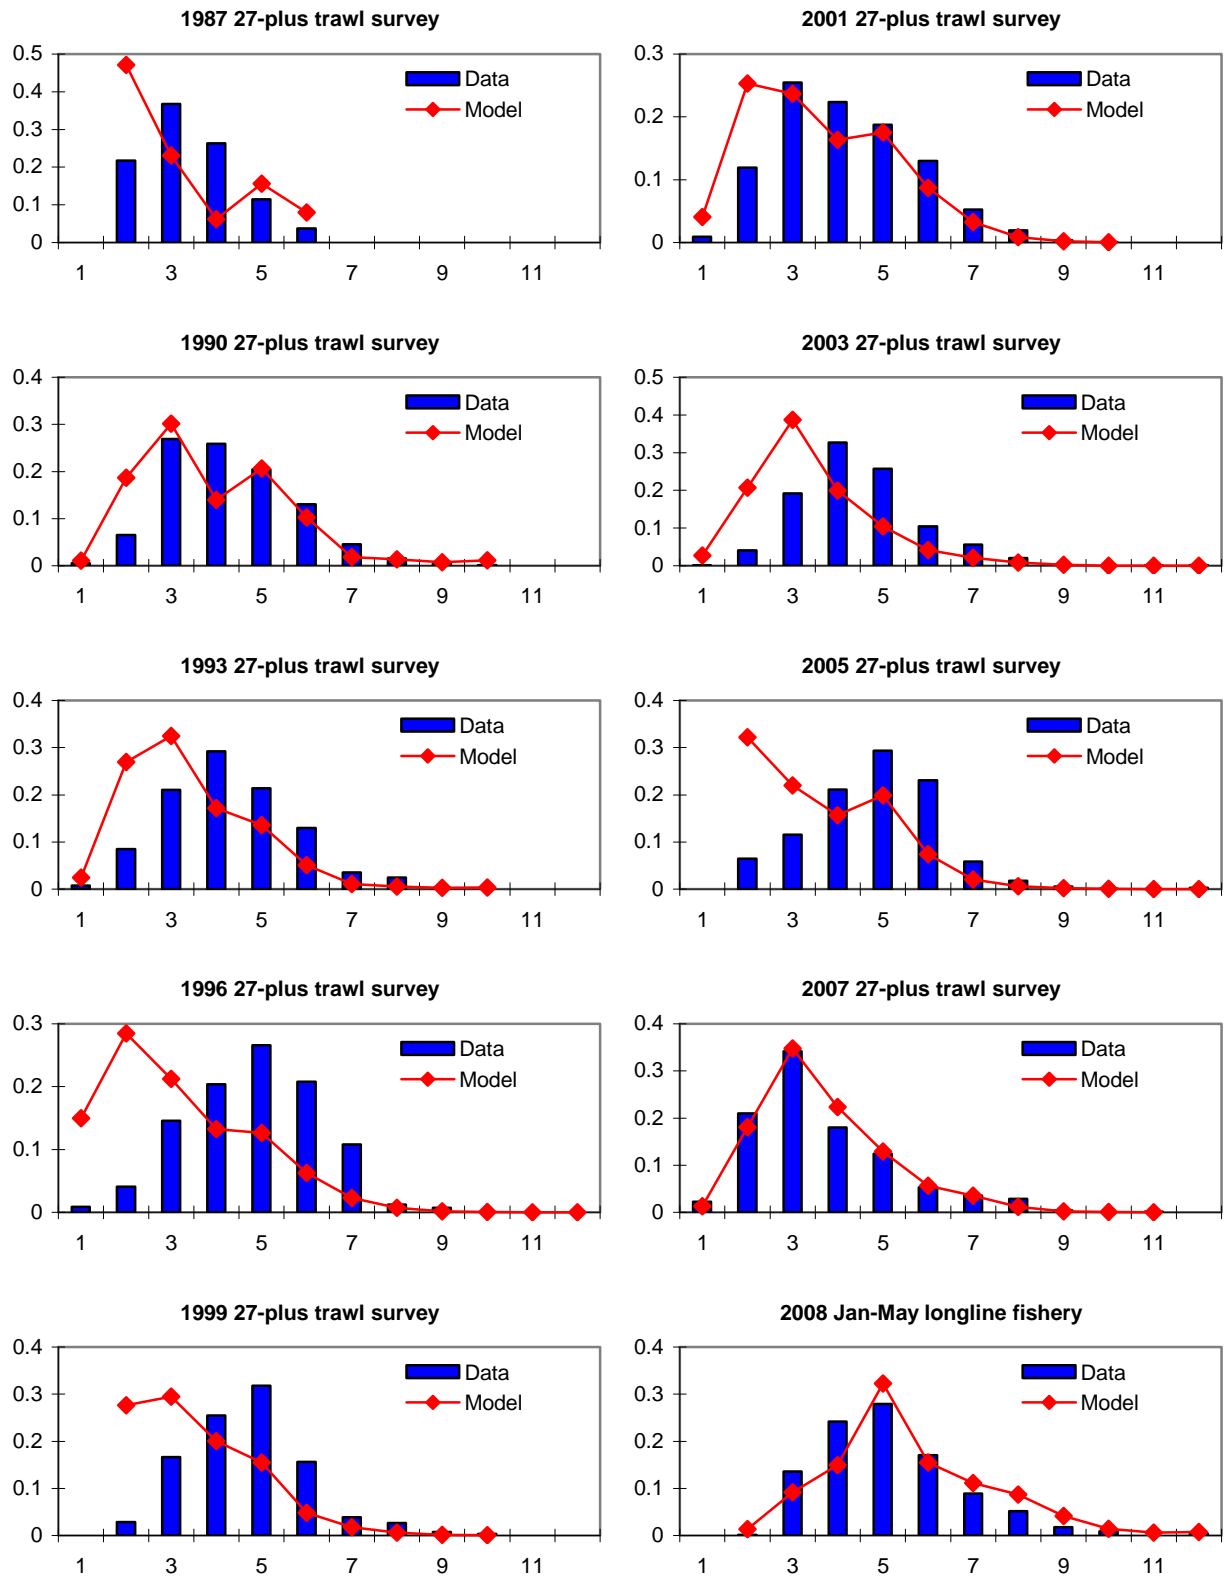 1987 27-plus trawl survey
0.5
0.4
0.3
0.2
0.1
0
Data
Model
1 3 5 7 9 11
2001 27-plus trawl survey
0.3
0.2
0.1
0
Data
Model
1 3 5 7 9 11
1990 27-plus trawl survey
0.4
0.3
0.2
0.1
0
Data
Model
1 3 5 7 9 11
2003 27-plus trawl survey
0.5
0.4
0.3
0.2
0.1
0
Data
Model
1 3 5 7 9 11
1993 27-plus trawl survey
0.4
0.3
0.2
0.1
0
Data
Model
1 3 5 7 9 11
2005 27-plus trawl survey
0.4
0.3
0.2
0.1
0
Data
Model
1 3 5 7 9 11
1996 27-plus trawl survey
0.3
0.2
0.1
0
Data
Model
1 3 5 7 9 11
2007 27-plus trawl survey
0.4
0.3
0.2
0.1
0
Data
Model
1 3 5 7 9 11
1999 27-plus trawl survey
0.4
0.3
0.2
0.1
0
Data
Model
1 3 5 7 9 11
2008 Jan-May longline fishery
0.4
0.3
0.2
0.1
0
Data
Model
1 3 5 7 9 11